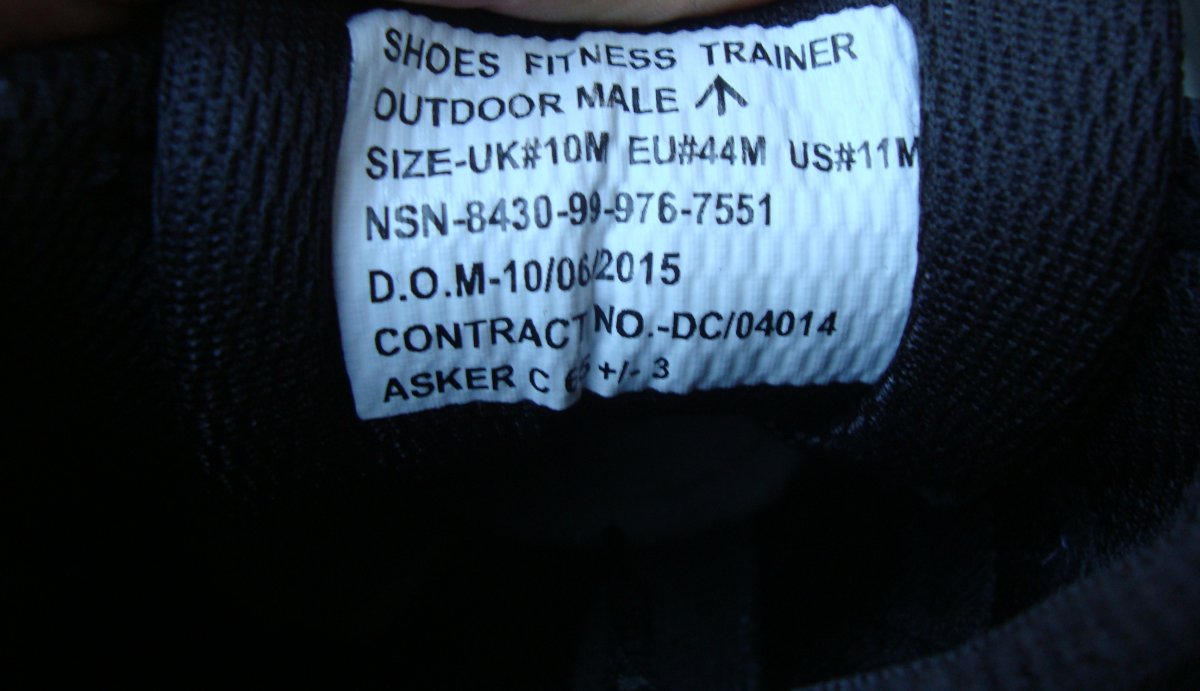 SHOES FITNESS TRAINER
OUTDOOR MALE
SIZE-UK#10M EU#44M US#11M
NSN-8430-99-976-7551
D.O.M-10/06/2015
CONTRACT NO.-DC/04014
ASKER C +/- 3